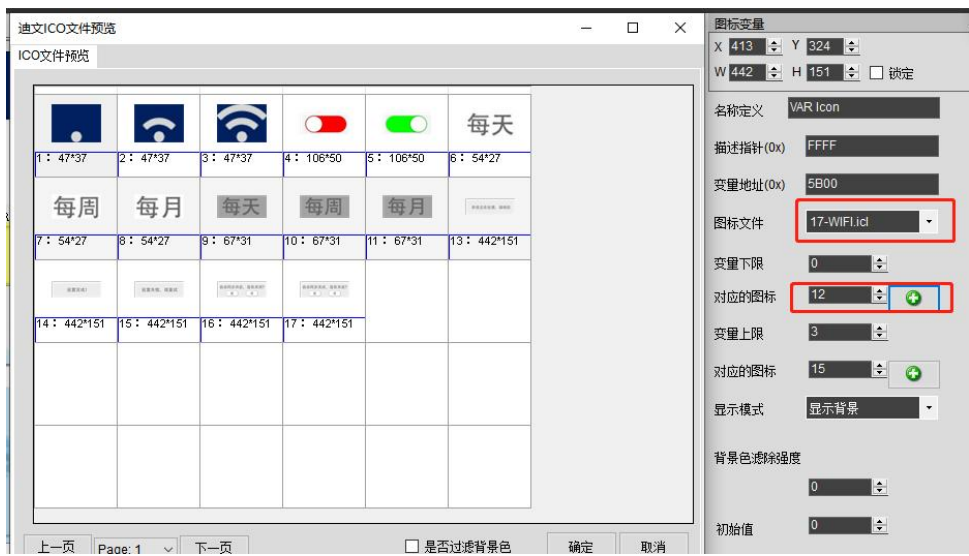 迪文ICO文件预览
ICO文件预览
每天
1: 47*37
2: 47*37
3: 47*37
4: 106*50
5: 106*50
6: 54*27
每周
每月
每天
每周
每月
7: 54*27
8: 54*27
9: 67*31
10: 67*31
11: 67*31
13: 442*151
14: 442*151
15: 442*151
16: 442*151
17: 442*151
上一页
Page: 1
下一页
是否过滤背景色
确定
取消
图标变量
X 413 Y 324
W 442 H 151 锁定
名称定义 VAR Icon
描述指针(0x) FFFF
变量地址(0x) 5B00
图标文件 17-WIFI.icl
变量下限 0
对应的图标 12
变量上限 3
对应的图标 15
显示模式 显示背景
背景色滤除强度
0
初始值 0